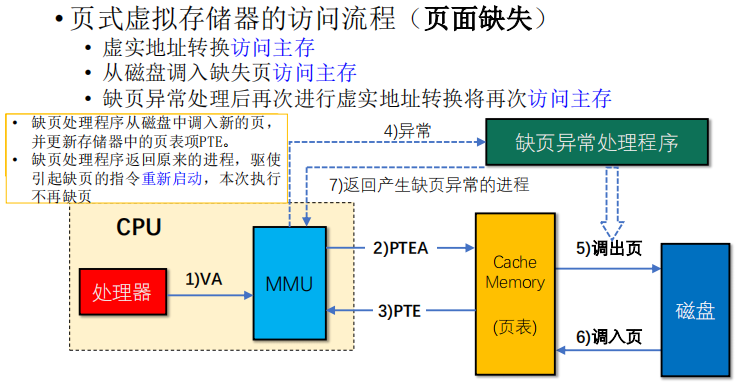 • 页式虚拟存储器的访问流程（页面缺失）
• 虚实地址转换访问主存
• 从磁盘调入缺失页访问主存
• 缺页异常处理后再次进行虚实地址转换将再次访问主存
• 缺页处理程序从磁盘中调入新的页，
并更新存储器中的页表项PTE。
• 缺页处理程序返回原来的进程，驱使
引起缺页的指令重新启动，本次执行
不再缺页
4)异常
缺页异常处理程序
7)返回产生缺页异常的进程
CPU
处理器
1)VA
MMU
2)PTEA
3)PTE
Cache
Memory
(页表)
5)调出页
6)调入页
磁盘